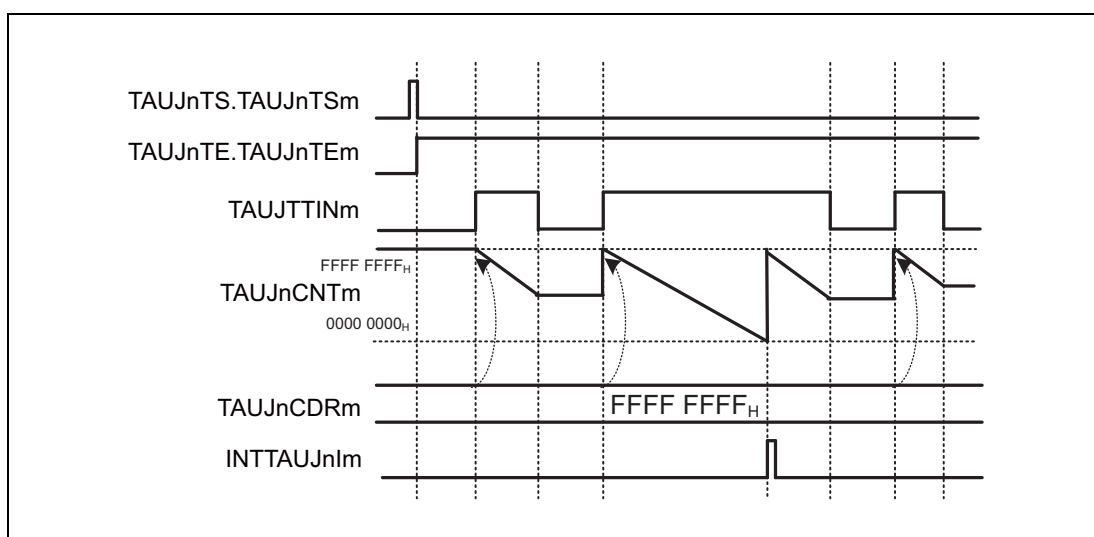 TAUJnTS.TAUJnTSm
TAUJnTE.TAUJnTEm
TAUJTTINm
FFFF FFFFH
TAUJnCNTm
0000 0000H
TAUJnCDRm
FFFF FFFFH
INTTAUJnIm